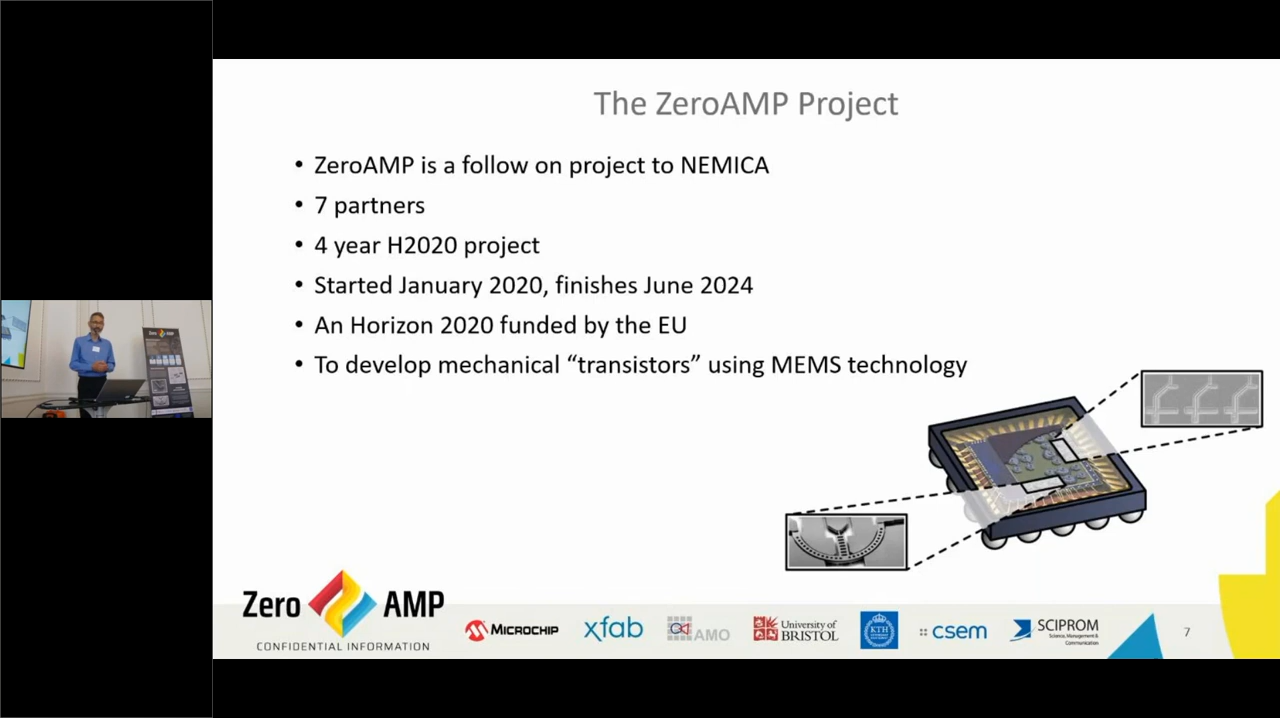 The ZeroAMP Project
• ZeroAMP is a follow on project to NEMICA
• 7 partners
• 4 year H2020 project
• Started January 2020, finishes June 2024
• An Horizon 2020 funded by the EU
• To develop mechanical “transistors” using MEMS technology
Zero AMP
CONFIDENTIAL INFORMATION
MICROCHIP
xfab
AMO
University of
BRISTOL
KTH
csem
SCIPROM
Science, Management &
Communication
7
Zero AMP